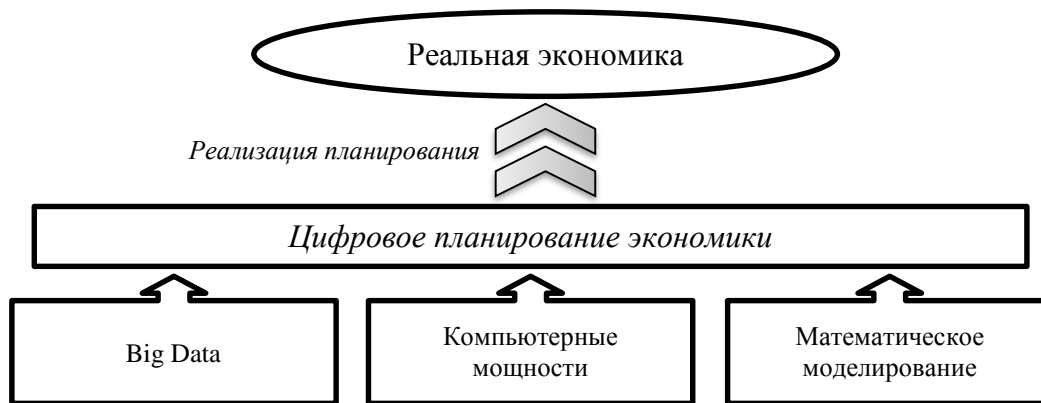 Реальная экономика
Реализация планирования
Цифровое планирование экономики
Big Data
Компьютерные
мощности
Математическое
моделирование